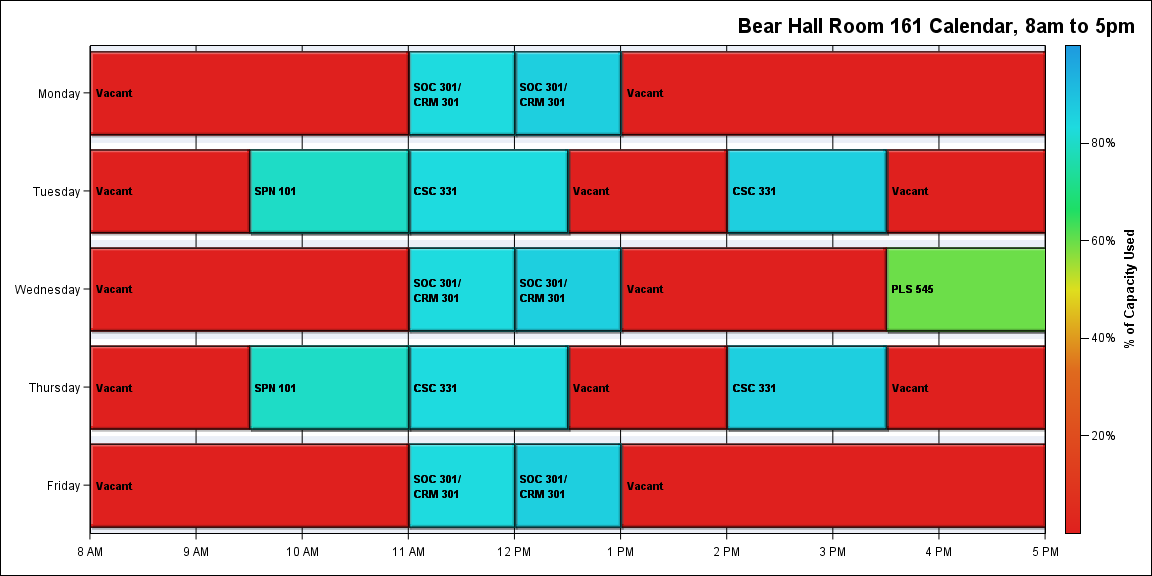 Bear Hall Room 161 Calendar, 8am to 5pm
Monday
Vacant
SOC 301/
CRM 301
SOC 301/
CRM 301
Vacant
Tuesday
Vacant
SPN 101
CSC 331
Vacant
CSC 331
Vacant
Wednesday
Vacant
SOC 301/
CRM 301
SOC 301/
CRM 301
Vacant
PLS 545
Thursday
Vacant
SPN 101
CSC 331
Vacant
CSC 331
Vacant
Friday
Vacant
SOC 301/
CRM 301
SOC 301/
CRM 301
Vacant
8 AM
9 AM
10 AM
11 AM
12 PM
1 PM
2 PM
3 PM
4 PM
5 PM
80%
60%
40%
20%
% of Capacity Used